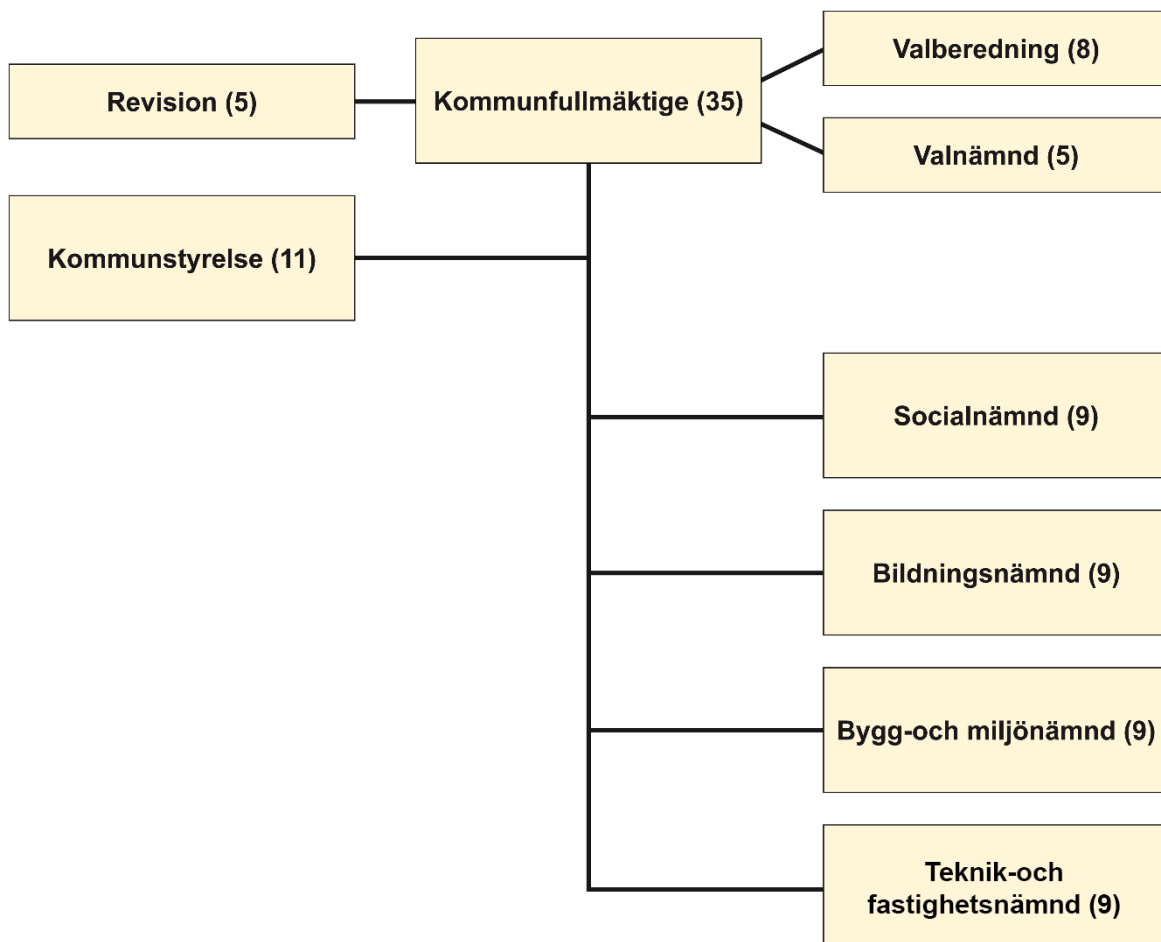 Valberedning (8)
Revision (5)
Kommunfullmäktige (35)
Valnämnd (5)
Kommunstyrelse (11)
Socialnämnd (9)
Bildningsnämnd (9)
Bygg-och miljönämnd (9)
Teknik-och
fastighetsnämnd (9)